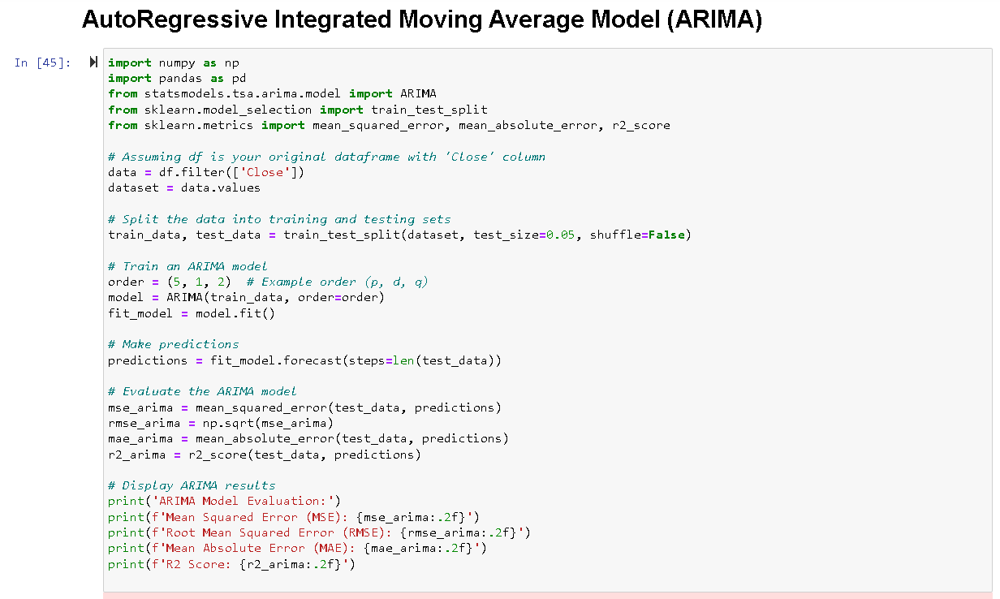 AutoRegressive Integrated Moving Average Model (ARIMA)
In [45]:
import numpy as np
import pandas as pd
from statsmodels.tsa.arima.model import ARIMA
from sklearn.model_selection import train_test_split
from sklearn.metrics import mean_squared_error, mean_absolute_error, r2_score
# Assuming df is your original dataframe with 'Close' column
data = df.filter(['Close'])
dataset = data.values
# Split the data into training and testing sets
train_data, test_data = train_test_split(dataset, test_size=0.05, shuffle=False)
# Train an ARIMA model
order = (5, 1, 2)  # Example order (p, d, q)
model = ARIMA(train_data, order=order)
fit_model = model.fit()
# Make predictions
predictions = fit_model.forecast(steps=len(test_data))
# Evaluate the ARIMA model
mse_arima = mean_squared_error(test_data, predictions)
rmse_arima = np.sqrt(mse_arima)
mae_arima = mean_absolute_error(test_data, predictions)
r2_arima = r2_score(test_data, predictions)
# Display ARIMA results
print('ARIMA Model Evaluation:')
print(f'Mean Squared Error (MSE): {mse_arima:.2f}')
print(f'Root Mean Squared Error (RMSE): {rmse_arima:.2f}')
print(f'Mean Absolute Error (MAE): {mae_arima:.2f}')
print(f'R2 Score: {r2_arima:.2f}')